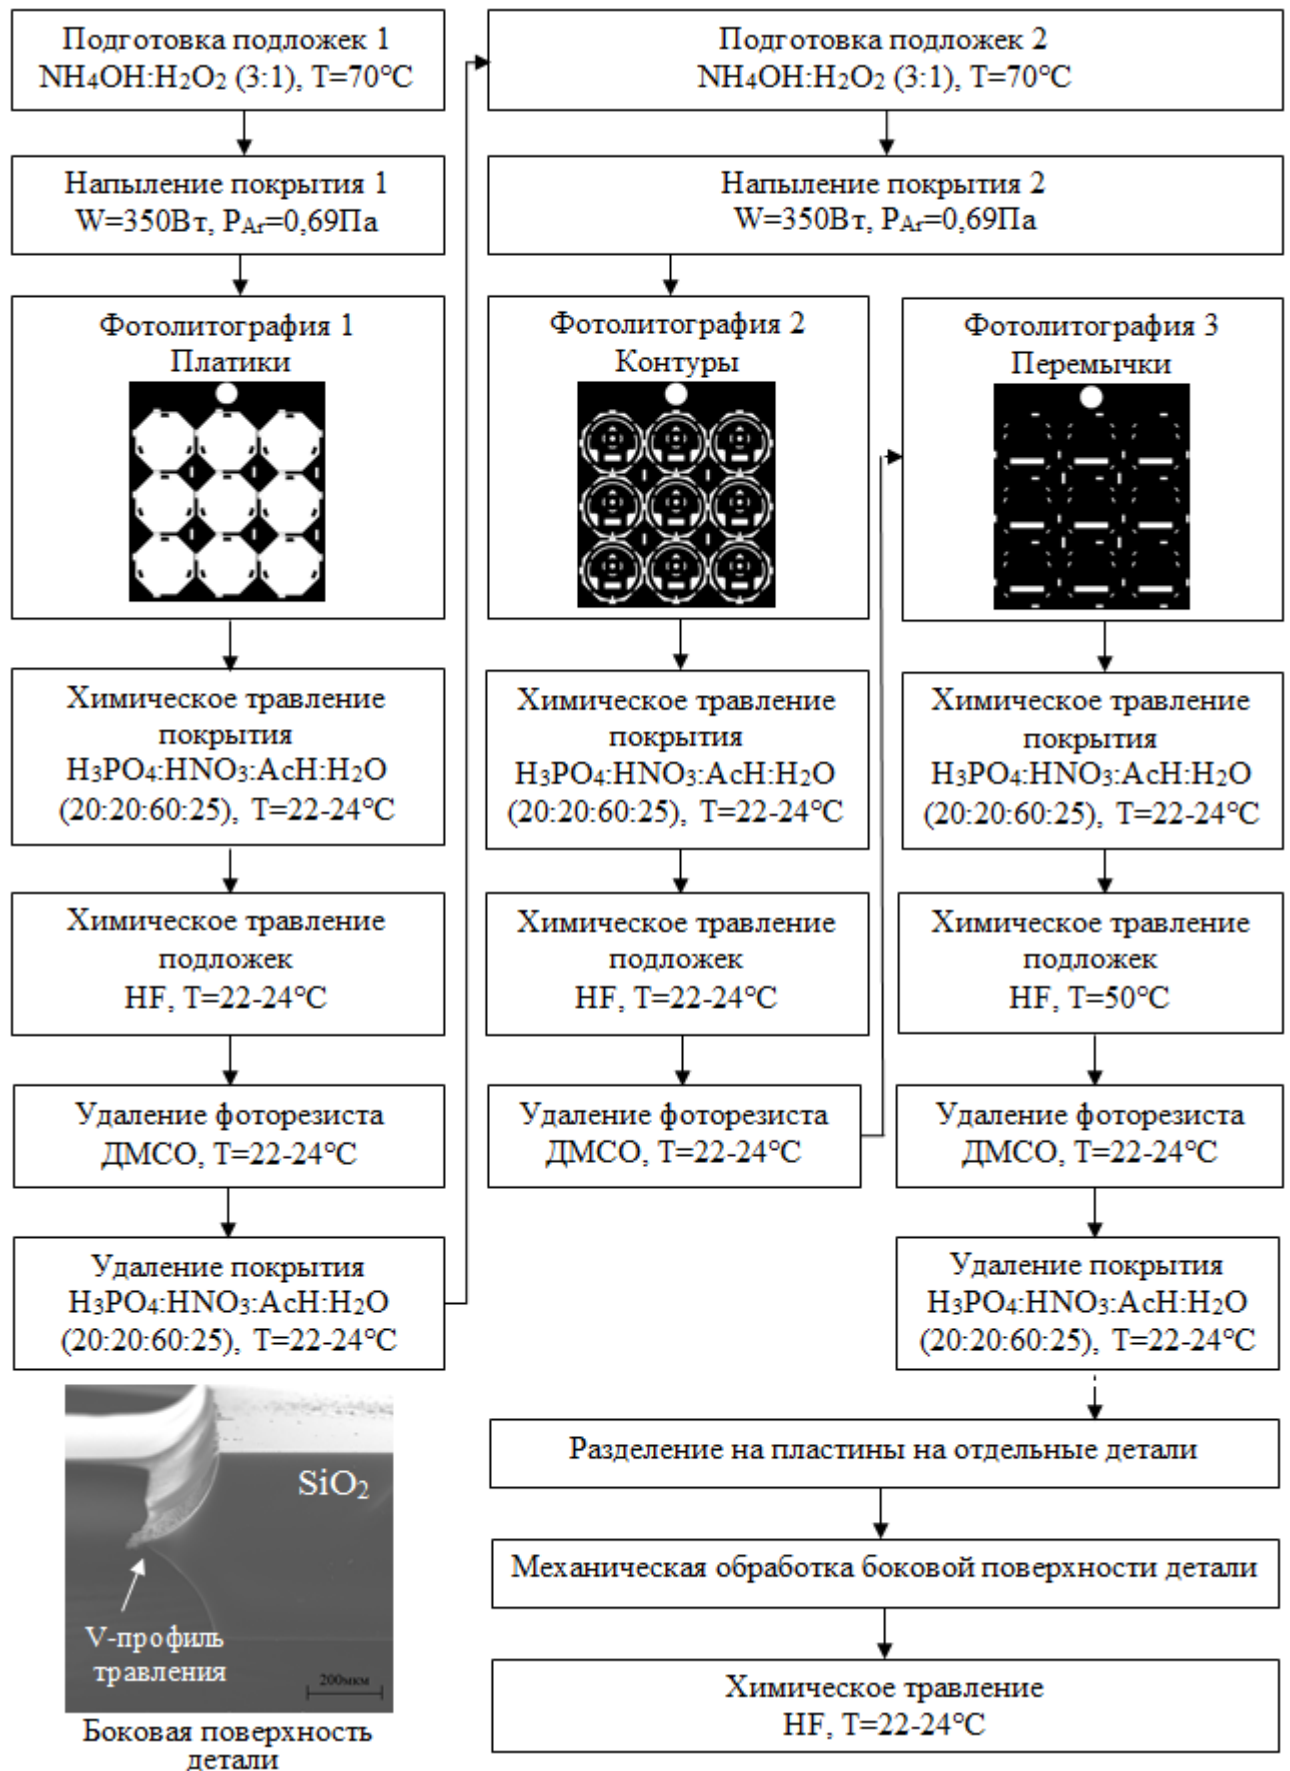 Подготовка подложек 1
NH₄OH:H₂O₂ (3:1), T=70°C
Напыление покрытия 1
W=350Вт, P_Ar=0,69Па
Фотолитография 1
Платики
Химическое травление
покрытия
H₃PO₄:HNO₃:AcH:H₂O
(20:20:60:25), T=22-24°C
Химическое травление
подложек
HF, T=22-24°C
Удаление фоторезиста
ДМСО, T=22-24°C
Удаление покрытия
H₃PO₄:HNO₃:AcH:H₂O
(20:20:60:25), T=22-24°C
Подготовка подложек 2
NH₄OH:H₂O₂ (3:1), T=70°C
Напыление покрытия 2
W=350Вт, P_Ar=0,69Па
Фотолитография 2
Контуры
Химическое травление
покрытия
H₃PO₄:HNO₃:AcH:H₂O
(20:20:60:25), T=22-24°C
Химическое травление
подложек
HF, T=22-24°C
Удаление фоторезиста
ДМСО, T=22-24°C
Фотолитография 3
Перемычки
Химическое травление
покрытия
H₃PO₄:HNO₃:AcH:H₂O
(20:20:60:25), T=22-24°C
Химическое травление
подложек
HF, T=50°C
Удаление фоторезиста
ДМСО, T=22-24°C
Удаление покрытия
H₃PO₄:HNO₃:AcH:H₂O
(20:20:60:25), T=22-24°C
Разделение на пластины на отдельные детали
Механическая обработка боковой поверхности детали
Химическое травление
HF, T=22-24°C
SiO₂
V-профиль
травления
200мкм
Боковая поверхность
детали